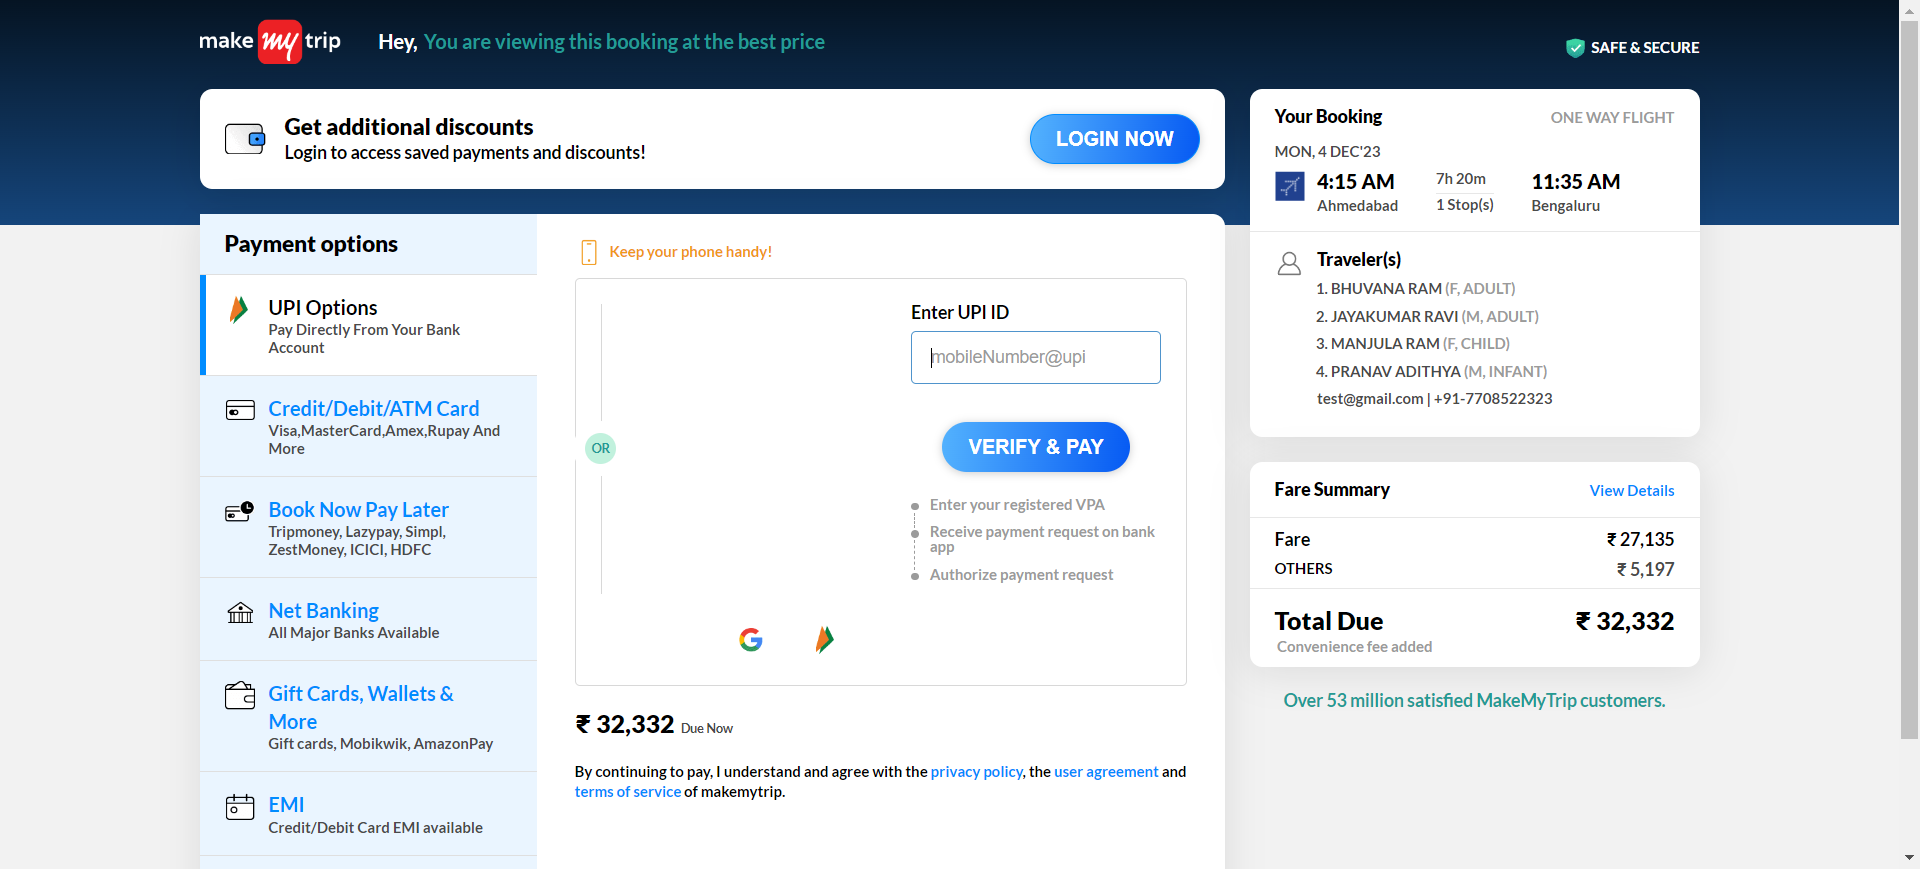 make my trip
Hey, You are viewing this booking at the best price
SAFE & SECURE
Get additional discounts
Login to access saved payments and discounts!
LOGIN NOW
Payment options
UPI Options
Pay Directly From Your Bank
Account
Credit/Debit/ATM Card
Visa,MasterCard,Amex,Rupay And
More
Book Now Pay Later
Tripmoney, Lazypay, Simpl,
ZestMoney, ICICI, HDFC
Net Banking
All Major Banks Available
Gift Cards, Wallets &
More
Gift cards, Mobikwik, AmazonPay
EMI
Credit/Debit Card EMI available
Keep your phone handy!
OR
Enter UPI ID
mobileNumber@upi
VERIFY & PAY
Enter your registered VPA
Receive payment request on bank
app
Authorize payment request
₹ 32,332 Due Now
By continuing to pay, I understand and agree with the privacy policy, the user agreement and
terms of service of makemytrip.
Your Booking
ONE WAY FLIGHT
MON, 4 DEC'23
4:15 AM
Ahmedabad
7h 20m
1 Stop(s)
11:35 AM
Bengaluru
Traveler(s)
1. BHUVANA RAM (F, ADULT)
2. JAYAKUMAR RAVI (M, ADULT)
3. MANJULA RAM (F, CHILD)
4. PRANAV ADITHYA (M, INFANT)
test@gmail.com | +91-7708522323
Fare Summary
View Details
Fare ₹ 27,135
OTHERS ₹ 5,197
Total Due ₹ 32,332
Convenience fee added
Over 53 million satisfied MakeMyTrip customers.